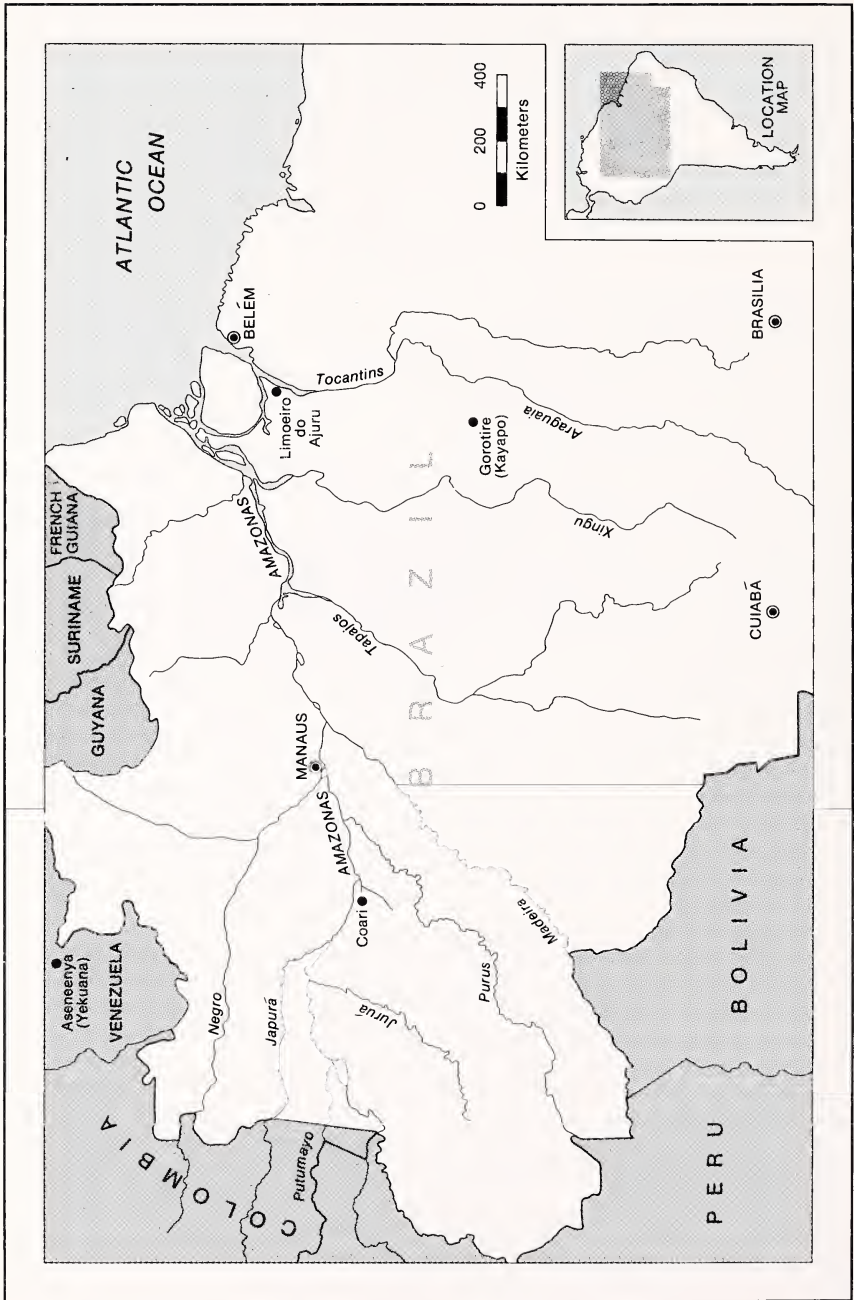 ATLANTIC
OCEAN
FRENCH
GUIANA
SURINAME
GUYANA
VENEZUELA
Aseneenya
(Yekuana)
COLOMBIA
Putumayo
Negro
Japurá
Juruá
Purus
Madeira
Coari
AMAZONAS
MANAUS
AMAZONAS
Tapajos
Xingu
Araguaia
Tocantins
BELÉM
Limoeiro
do
Ajuru
Gorotire
(Kayapo)
BRAZIL
BRASILIA
CUIABÁ
BOLIVIA
PERU
0 200 400
Kilometers
LOCATION
MAP